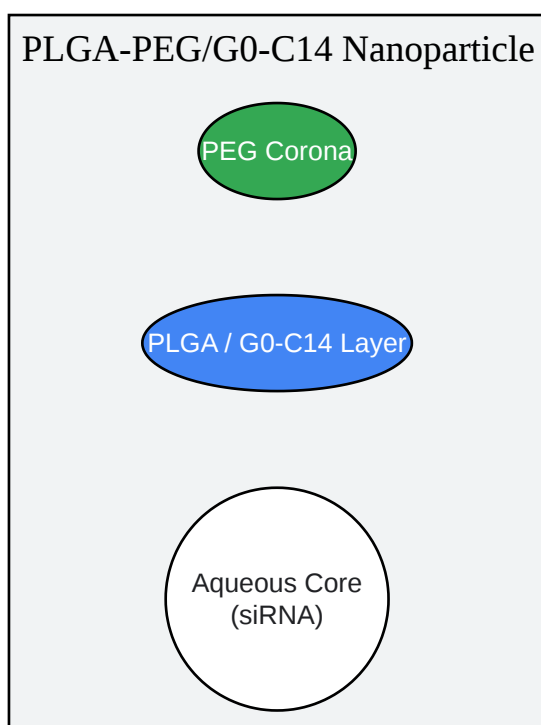 PLGA-PEG/G0-C14 Nanoparticle
PEG Corona
PLGA / G0-C14 Layer
Aqueous Core
(siRNA)